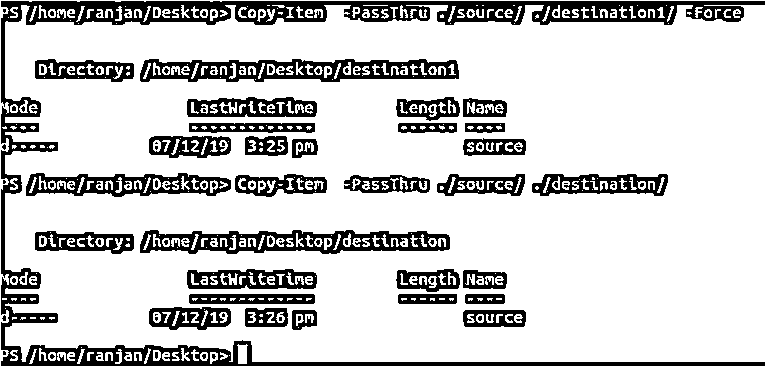 PS /home/ranjan/Desktop> Copy-Item  -PassThru ./source/ ./destination1/ -Force
Directory: /home/ranjan/Desktop/destination1
Mode                LastWriteTime         Length Name
----                -------------         ------ ----
d-----          07/12/19  3:25 pm                source
PS /home/ranjan/Desktop> Copy-Item  -PassThru ./source/ ./destination/
Directory: /home/ranjan/Desktop/destination
Mode                LastWriteTime         Length Name
----                -------------         ------ ----
d-----          07/12/19  3:26 pm                source
PS /home/ranjan/Desktop>